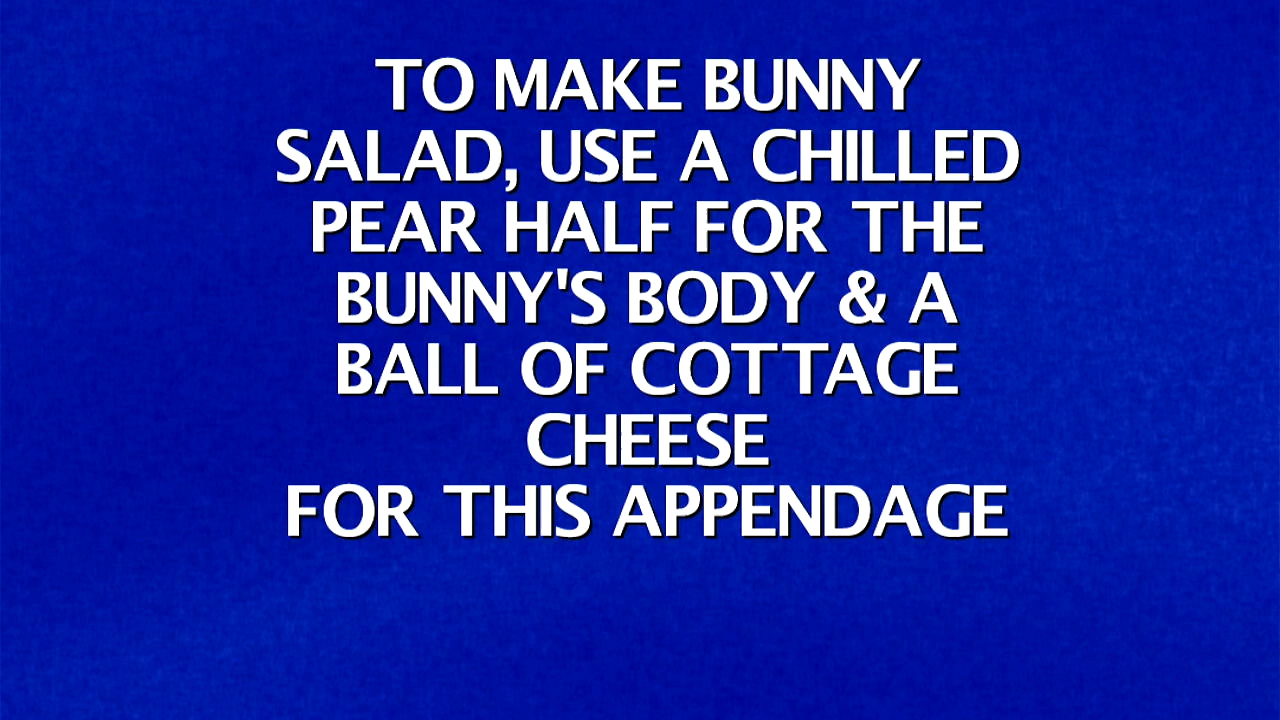 TO MAKE BUNNY
SALAD, USE A CHILLED
PEAR HALF FOR THE
BUNNY'S BODY & A
BALL OF COTTAGE
CHEESE
FOR THIS APPENDAGE